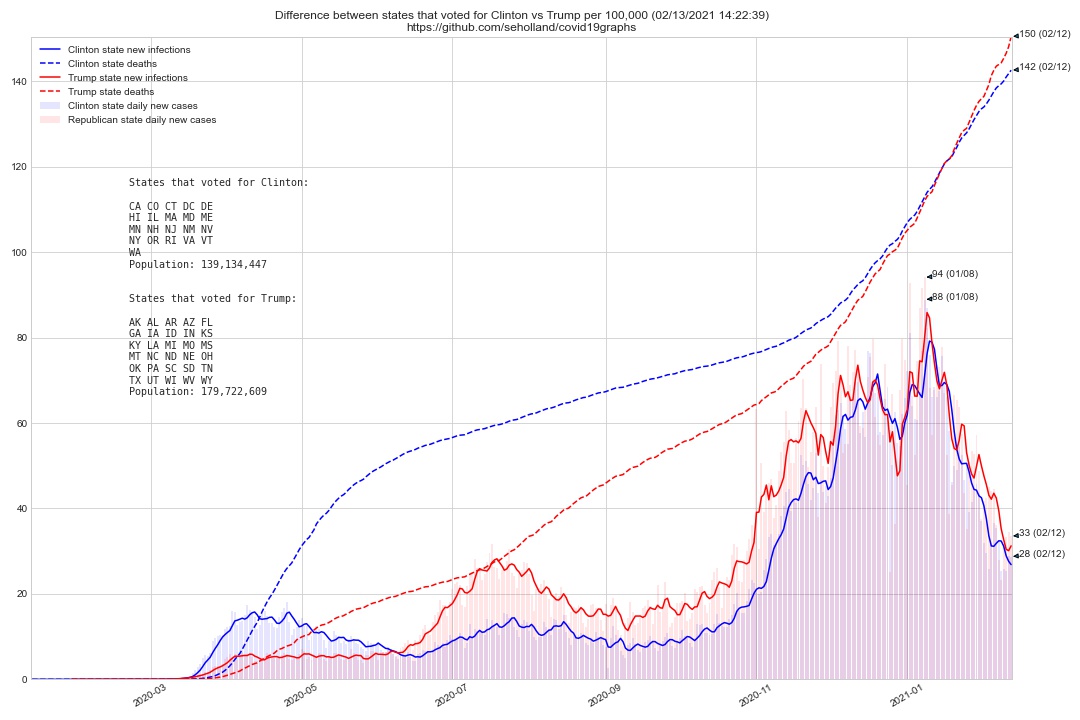 Difference between states that voted for Clinton vs Trump per 100,000 (02/13/2021 14:22:39)
https://github.com/seholland/covid19graphs
Clinton state new infections
Clinton state deaths
Trump state new infections
Trump state deaths
Clinton state daily new cases
Republican state daily new cases
States that voted for Clinton:
CA CO CT DC DE
HI IL MA MD ME
MN NH NJ NM NV
NY OR RI VA VT
WA
Population: 139,134,447
States that voted for Trump:
AK AL AR AZ FL
GA IA ID IN KS
KY LA MI MO MS
MT NC ND NE OH
OK PA SC SD TN
TX UT WI WV WY
Population: 179,722,609
150 (02/12)
142 (02/12)
94 (01/08)
88 (01/08)
33 (02/12)
28 (02/12)
140
120
100
80
60
40
20
0
2020-03
2020-05
2020-07
2020-09
2020-11
2021-01